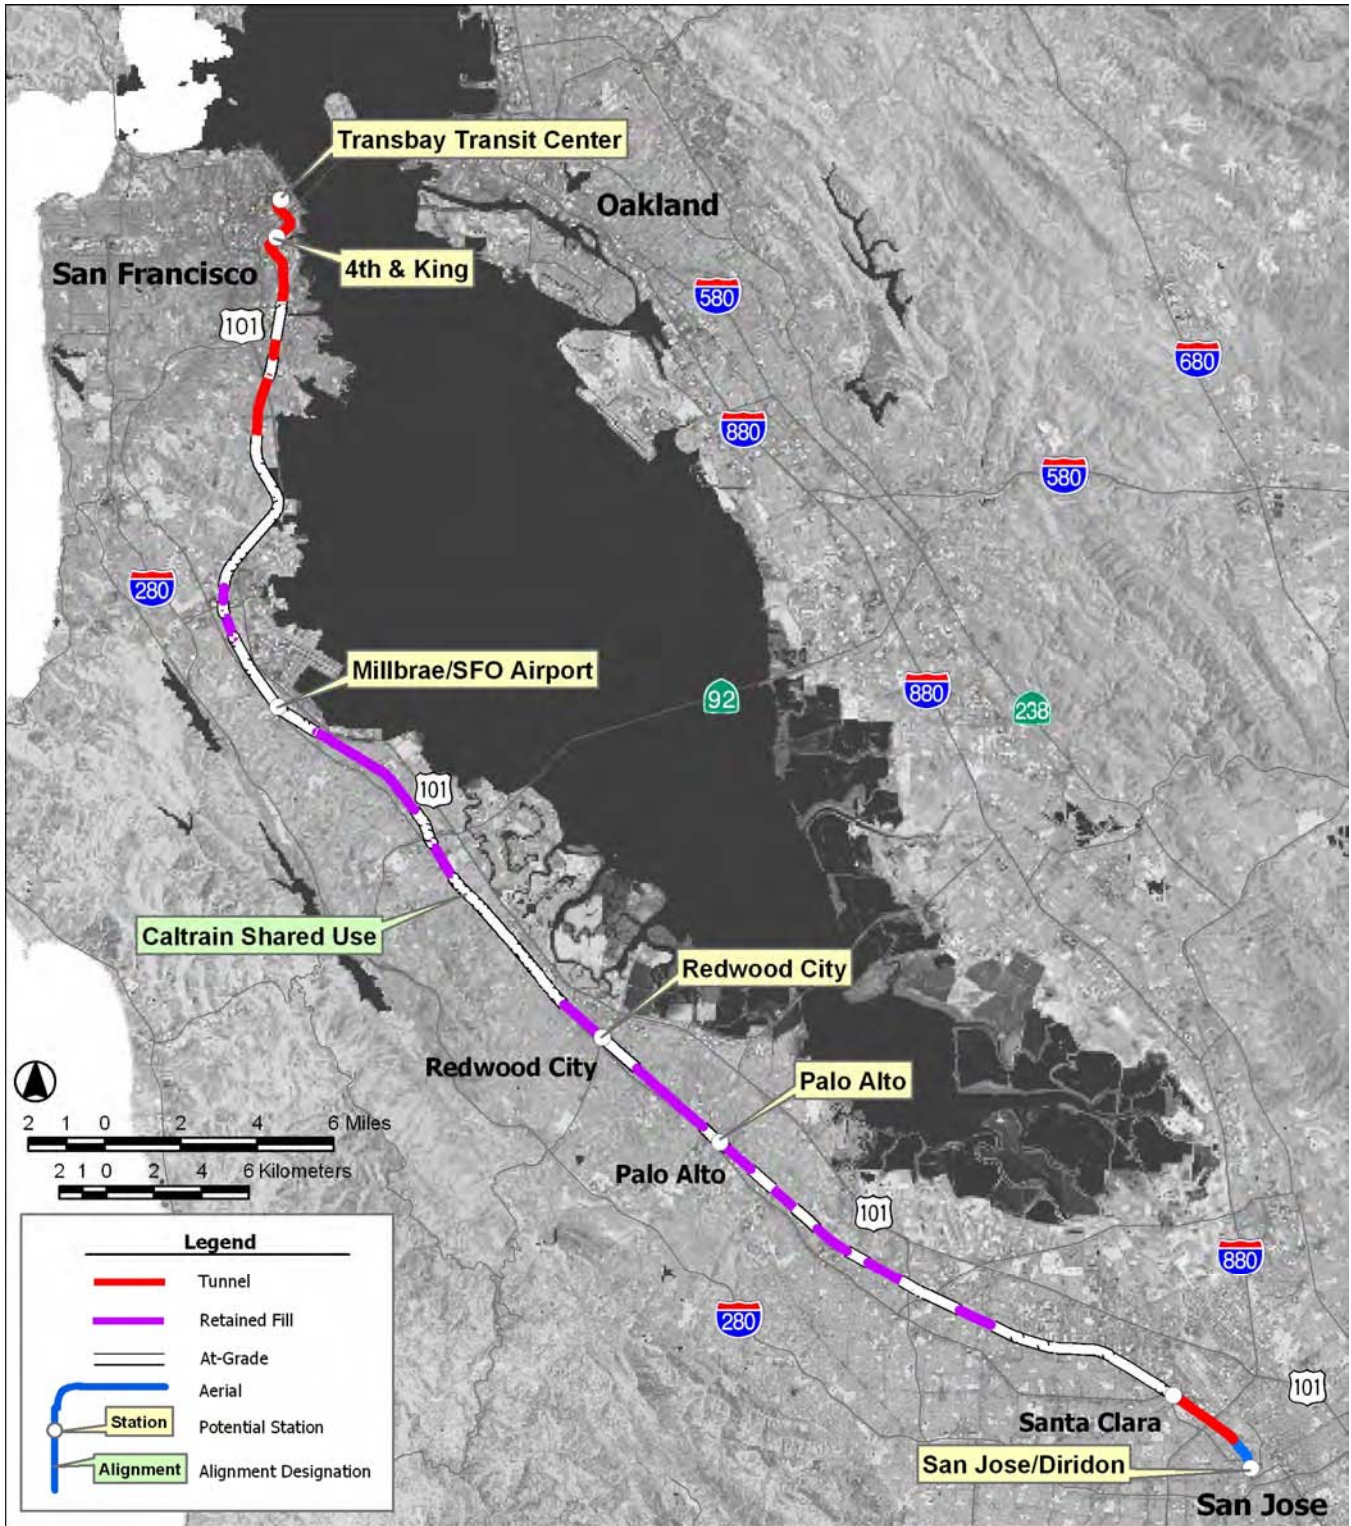 Transbay Transit Center
Oakland
4th & King
San Francisco
580
101
680
880
580
280
Millbrae/SFO Airport
92
880
238
101
Caltrain Shared Use
Redwood City
Redwood City
Palo Alto
2 1 0 2 4 6 Miles
2 1 0 2 4 6 Kilometers
Palo Alto
101
880
280
Legend
Tunnel
Retained Fill
At-Grade
Aerial
Station
Potential Station
Alignment
Alignment Designation
101
Santa Clara
San Jose/Diridon
San Jose